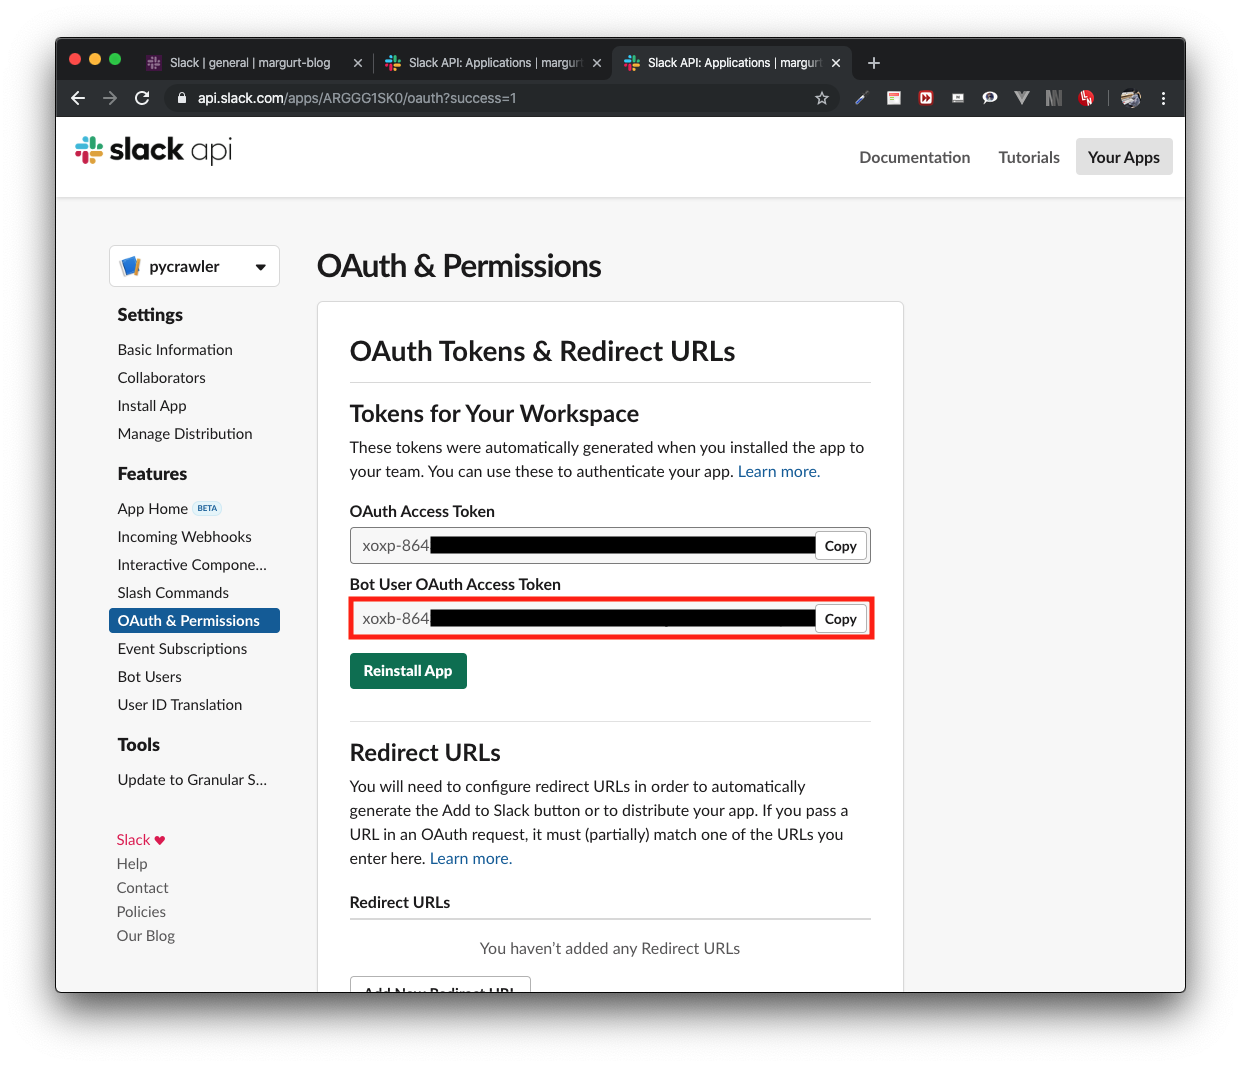 Slack | general | margurt-blog
Slack API: Applications | margurt
Slack API: Applications | margurt
api.slack.com/apps/ARGGG1SK0/oauth?success=1
slack api
Documentation
Tutorials
Your Apps
pycrawler
Settings
Basic Information
Collaborators
Install App
Manage Distribution
Features
App Home BETA
Incoming Webhooks
Interactive Compone...
Slash Commands
OAuth & Permissions
Event Subscriptions
Bot Users
User ID Translation
Tools
Update to Granular S...
Slack
Help
Contact
Policies
Our Blog
OAuth & Permissions
OAuth Tokens & Redirect URLs
Tokens for Your Workspace
These tokens were automatically generated when you installed the app to
your team. You can use these to authenticate your app. Learn more.
OAuth Access Token
xoxp-864
Copy
Bot User OAuth Access Token
xoxb-864
Copy
Reinstall App
Redirect URLs
You will need to configure redirect URLs in order to automatically
generate the Add to Slack button or to distribute your app. If you pass a
URL in an OAuth request, it must (partially) match one of the URLs you
enter here. Learn more.
Redirect URLs
You haven't added any Redirect URLs
Add New Redirect URL